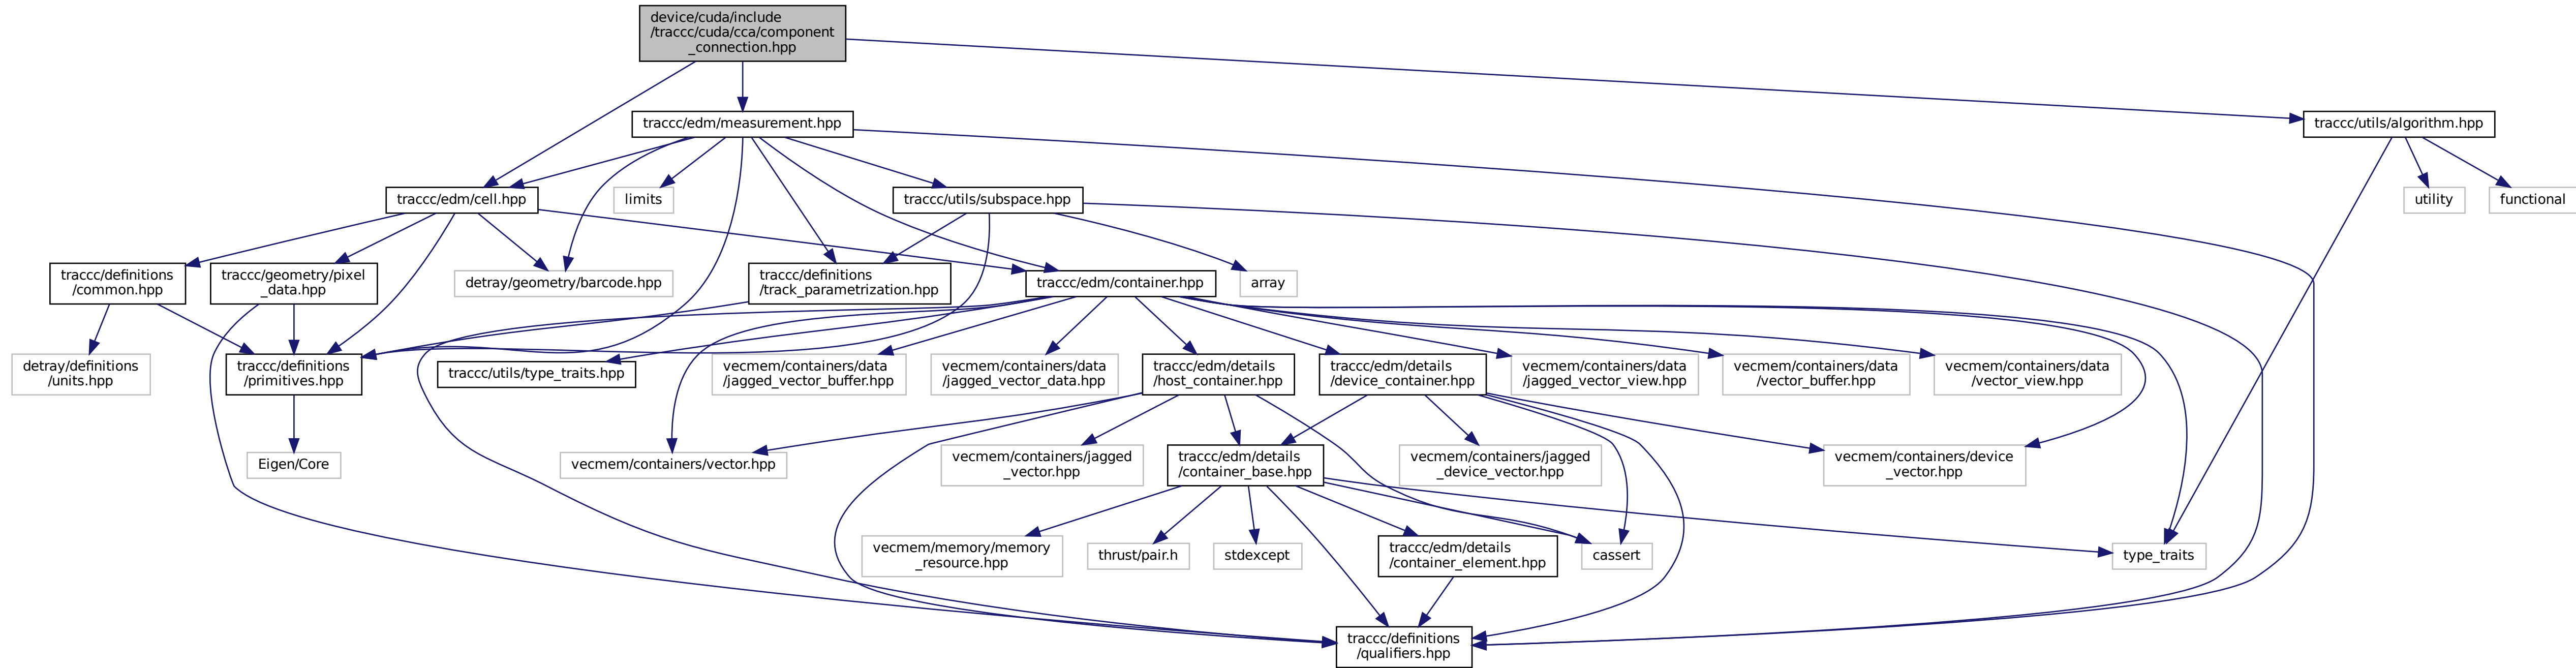 device/cuda/include
/traccc/cuda/cca/component
_connection.hpp
traccc/edm/measurement.hpp
traccc/utils/algorithm.hpp
traccc/edm/cell.hpp
limits
traccc/utils/subspace.hpp
utility
functional
traccc/definitions
/common.hpp
traccc/geometry/pixel
_data.hpp
detray/geometry/barcode.hpp
traccc/definitions
/track_parametrization.hpp
traccc/edm/container.hpp
array
detray/definitions
/units.hpp
traccc/definitions
/primitives.hpp
traccc/utils/type_traits.hpp
vecmem/containers/data
/jagged_vector_buffer.hpp
vecmem/containers/data
/jagged_vector_data.hpp
traccc/edm/details
/host_container.hpp
traccc/edm/details
/device_container.hpp
vecmem/containers/data
/jagged_vector_view.hpp
vecmem/containers/data
/vector_buffer.hpp
vecmem/containers/data
/vector_view.hpp
Eigen/Core
vecmem/containers/vector.hpp
vecmem/containers/jagged
_vector.hpp
traccc/edm/details
/container_base.hpp
vecmem/containers/jagged
_device_vector.hpp
vecmem/containers/device
_vector.hpp
vecmem/memory/memory
_resource.hpp
thrust/pair.h
stdexcept
traccc/edm/details
/container_element.hpp
cassert
type_traits
traccc/definitions
/qualifiers.hpp